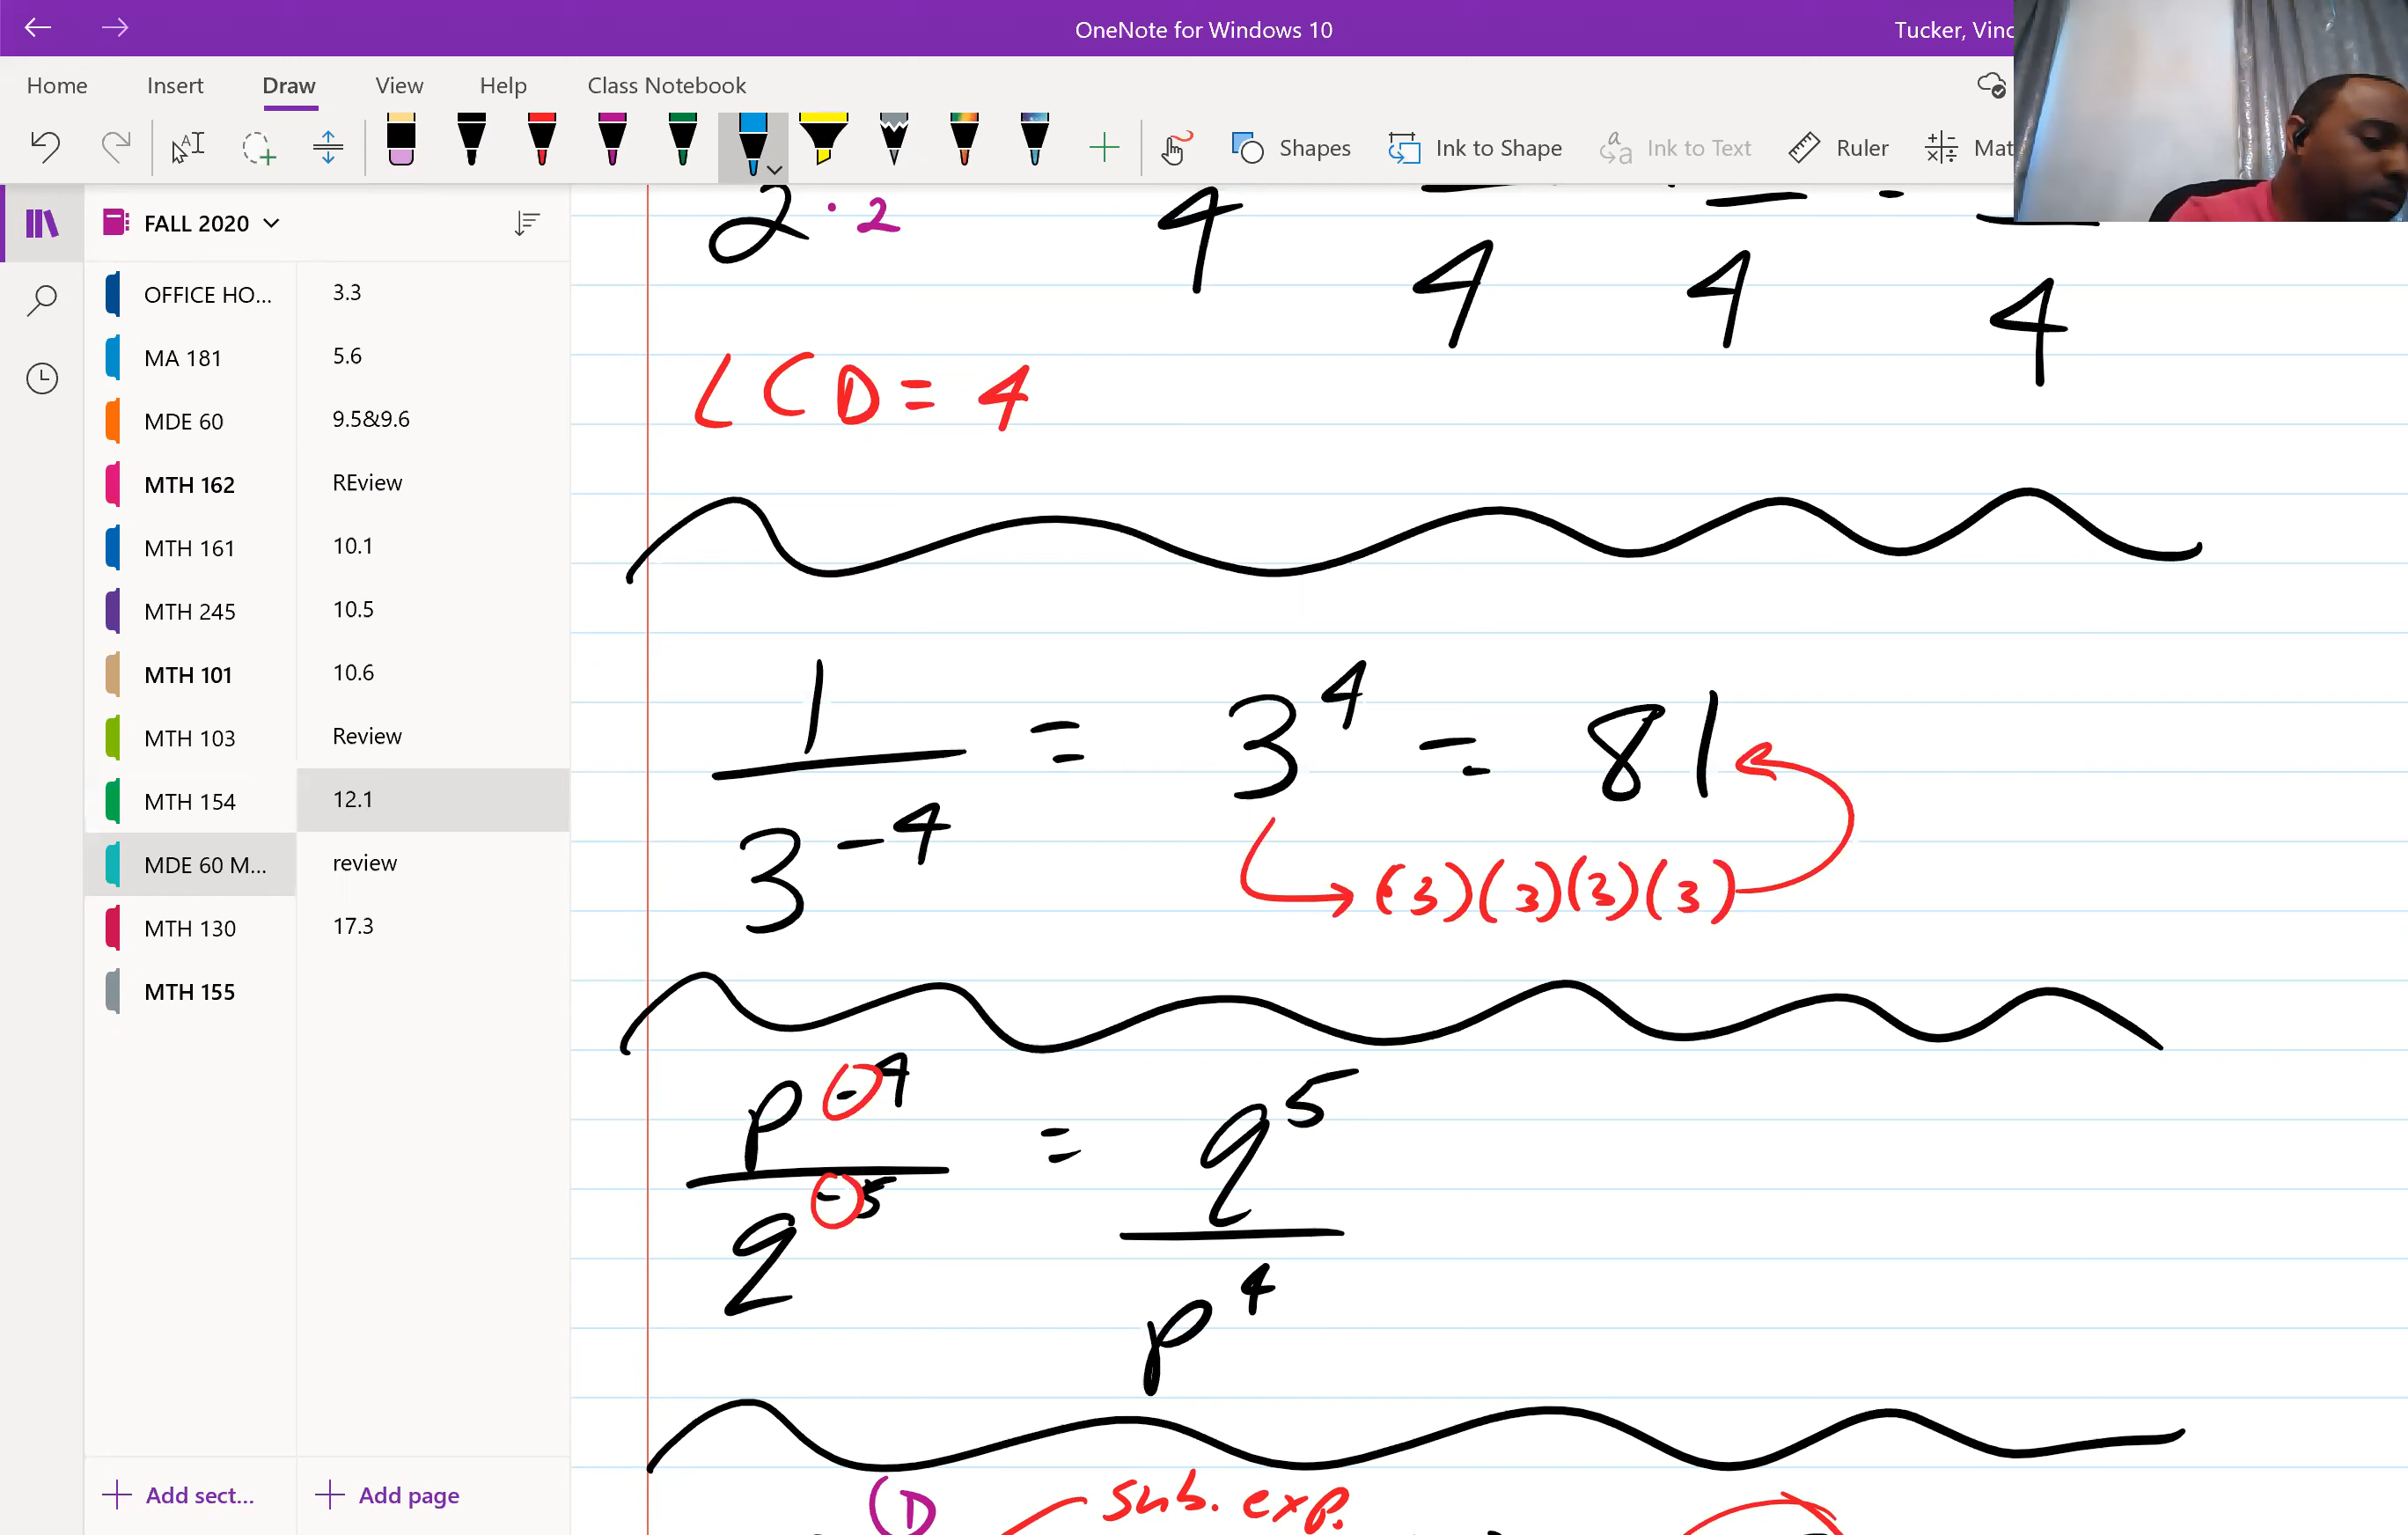 OneNote for Windows 10
Tucker, Vinc
Home Insert Draw View Help Class Notebook
Shapes Ink to Shape Ink to Text Ruler Mat
FALL 2020
OFFICE HO...
MA 181
MDE 60
MTH 162
MTH 161
MTH 245
MTH 101
MTH 103
MTH 154
MDE 60 M...
MTH 130
MTH 155
3.3
5.6
9.5&9.6
REview
10.1
10.5
10.6
Review
12.1
review
17.3
Add sect...
Add page
2 · 2 4 4 4 4
LCD = 4
1/3^-4 = 3^4 = 81
(3)(3)(3)(3)
p^-4/q^-5 = q^5/p^4
sub. exp.